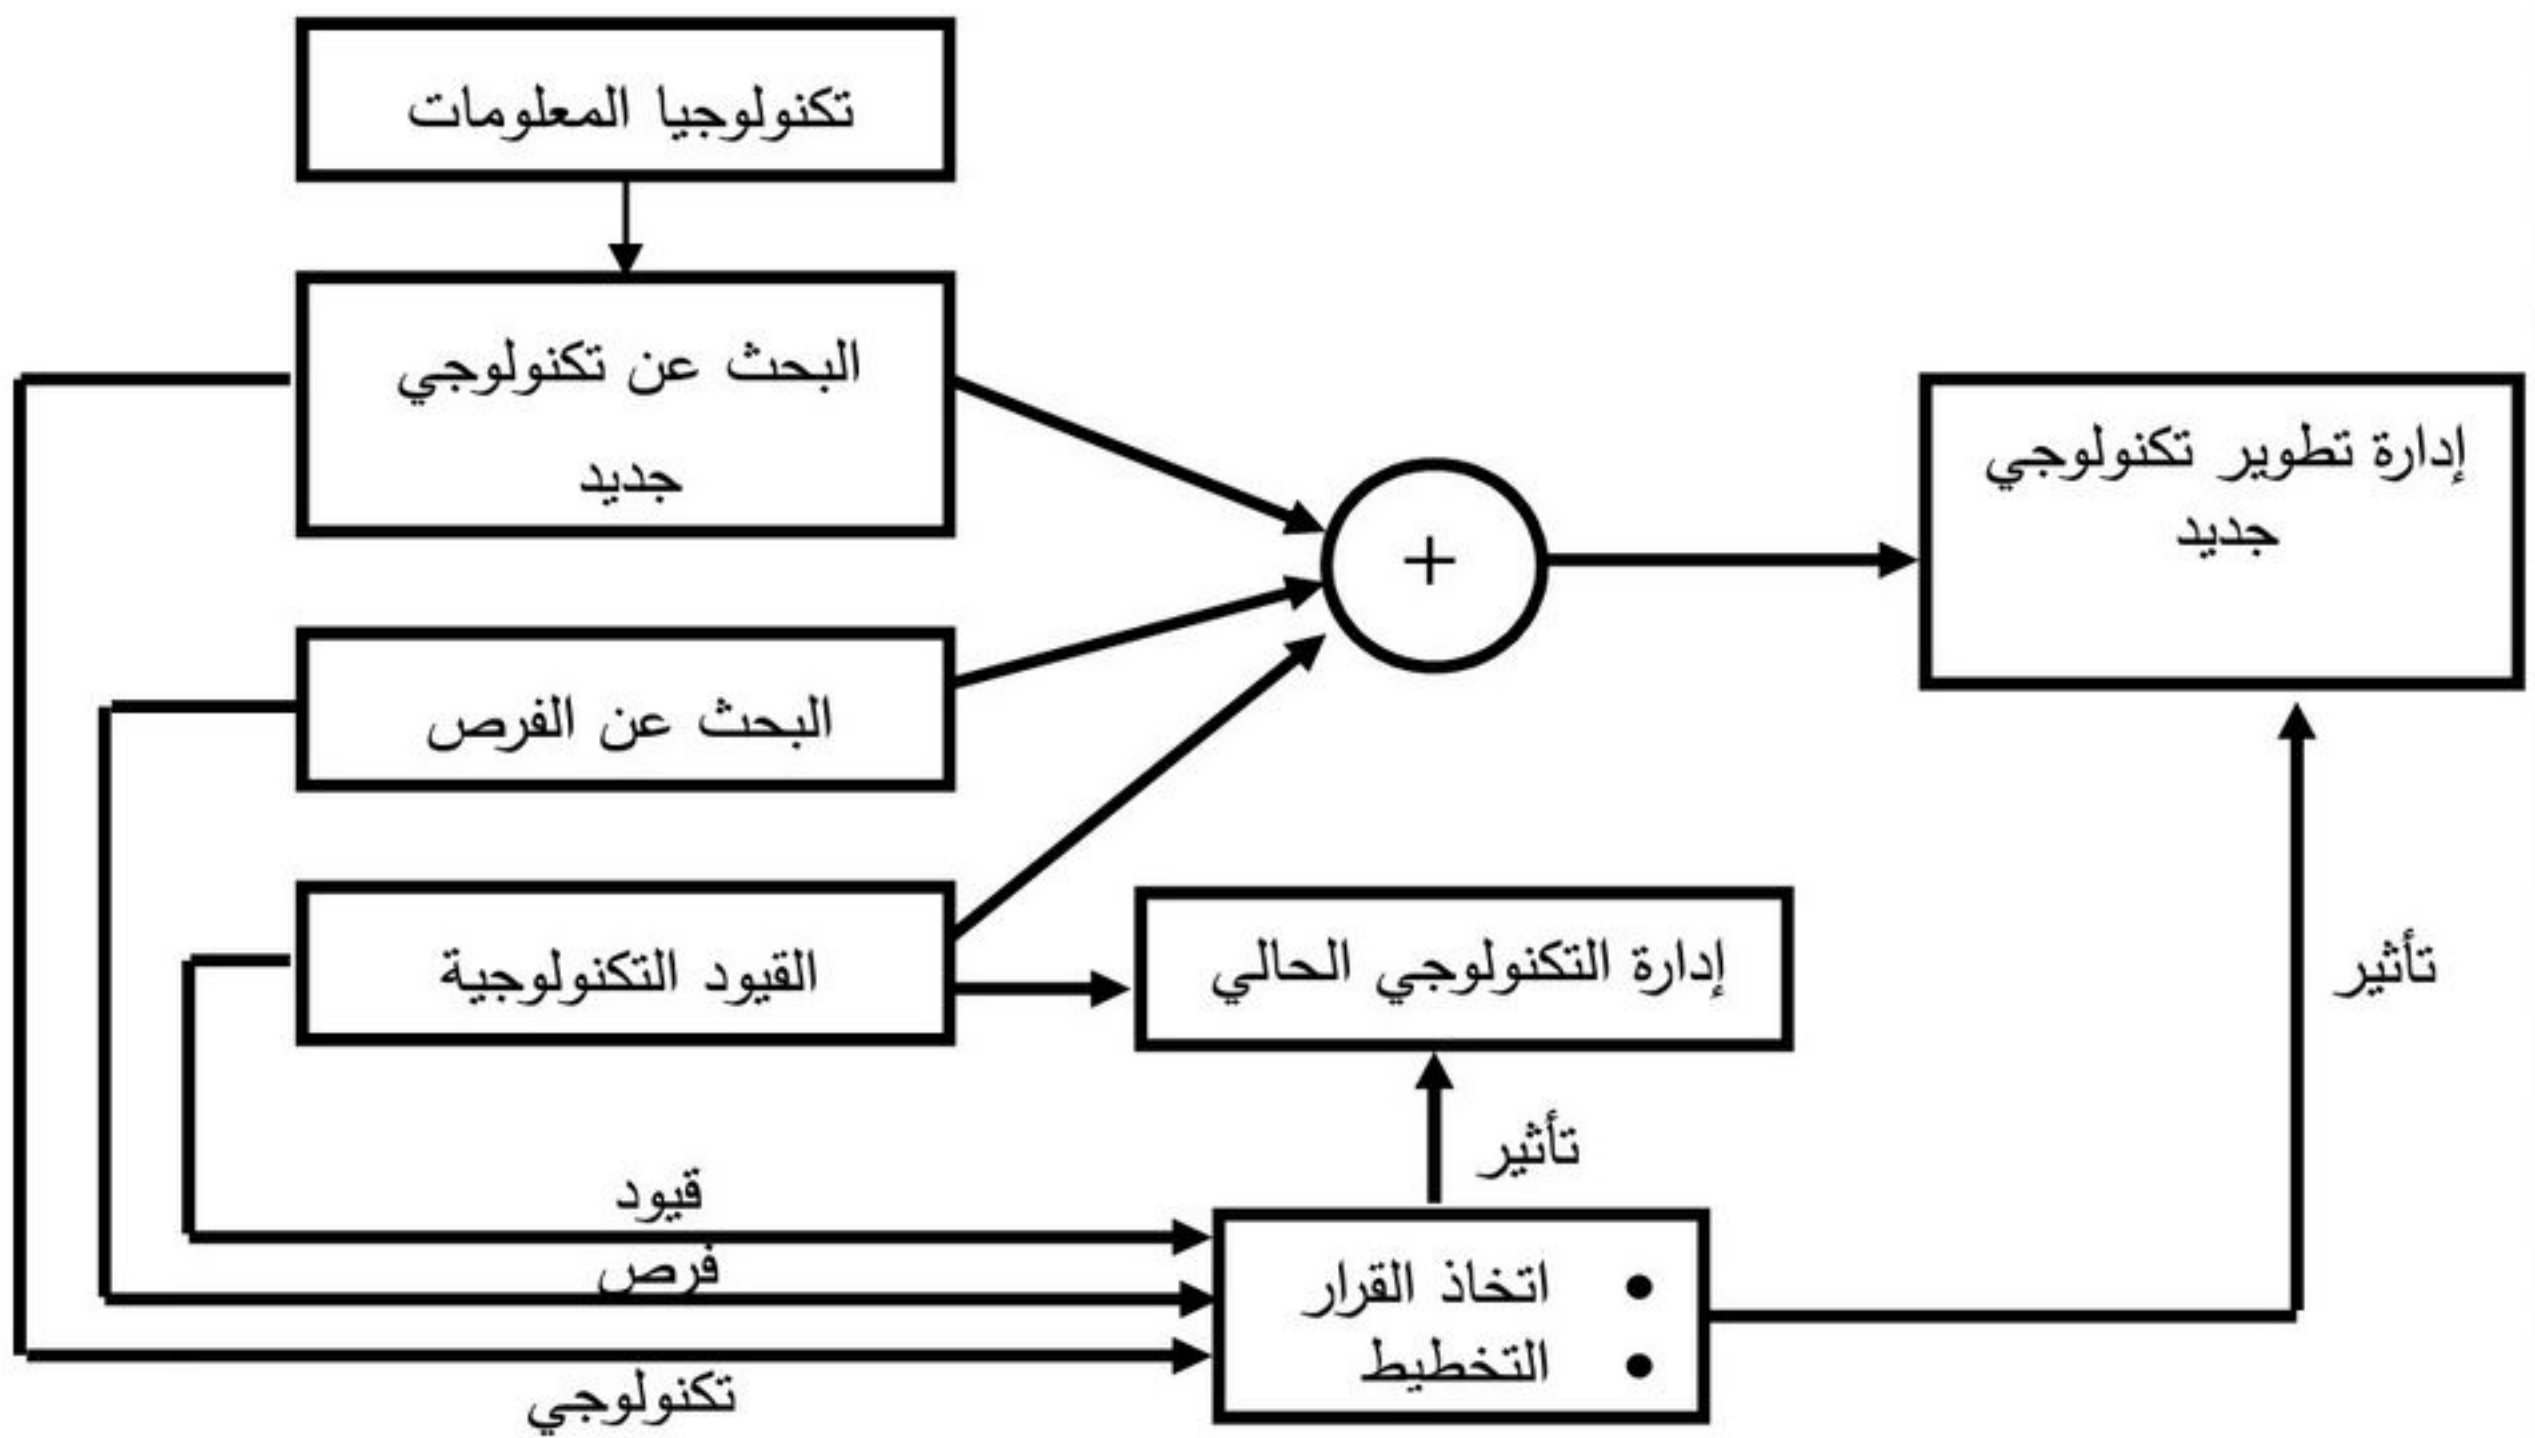 تكنولوجيا المعلومات
البحث عن تكنولوجي
جديد
إدارة تطوير تكنولوجي
جديد
+
البحث عن الفرص
القيود التكنولوجية
إدارة التكنولوجي الحالي
تأثير
تأثير
قيود
فرص
تكنولوجي
• اتخاذ القرار
• التخطيط